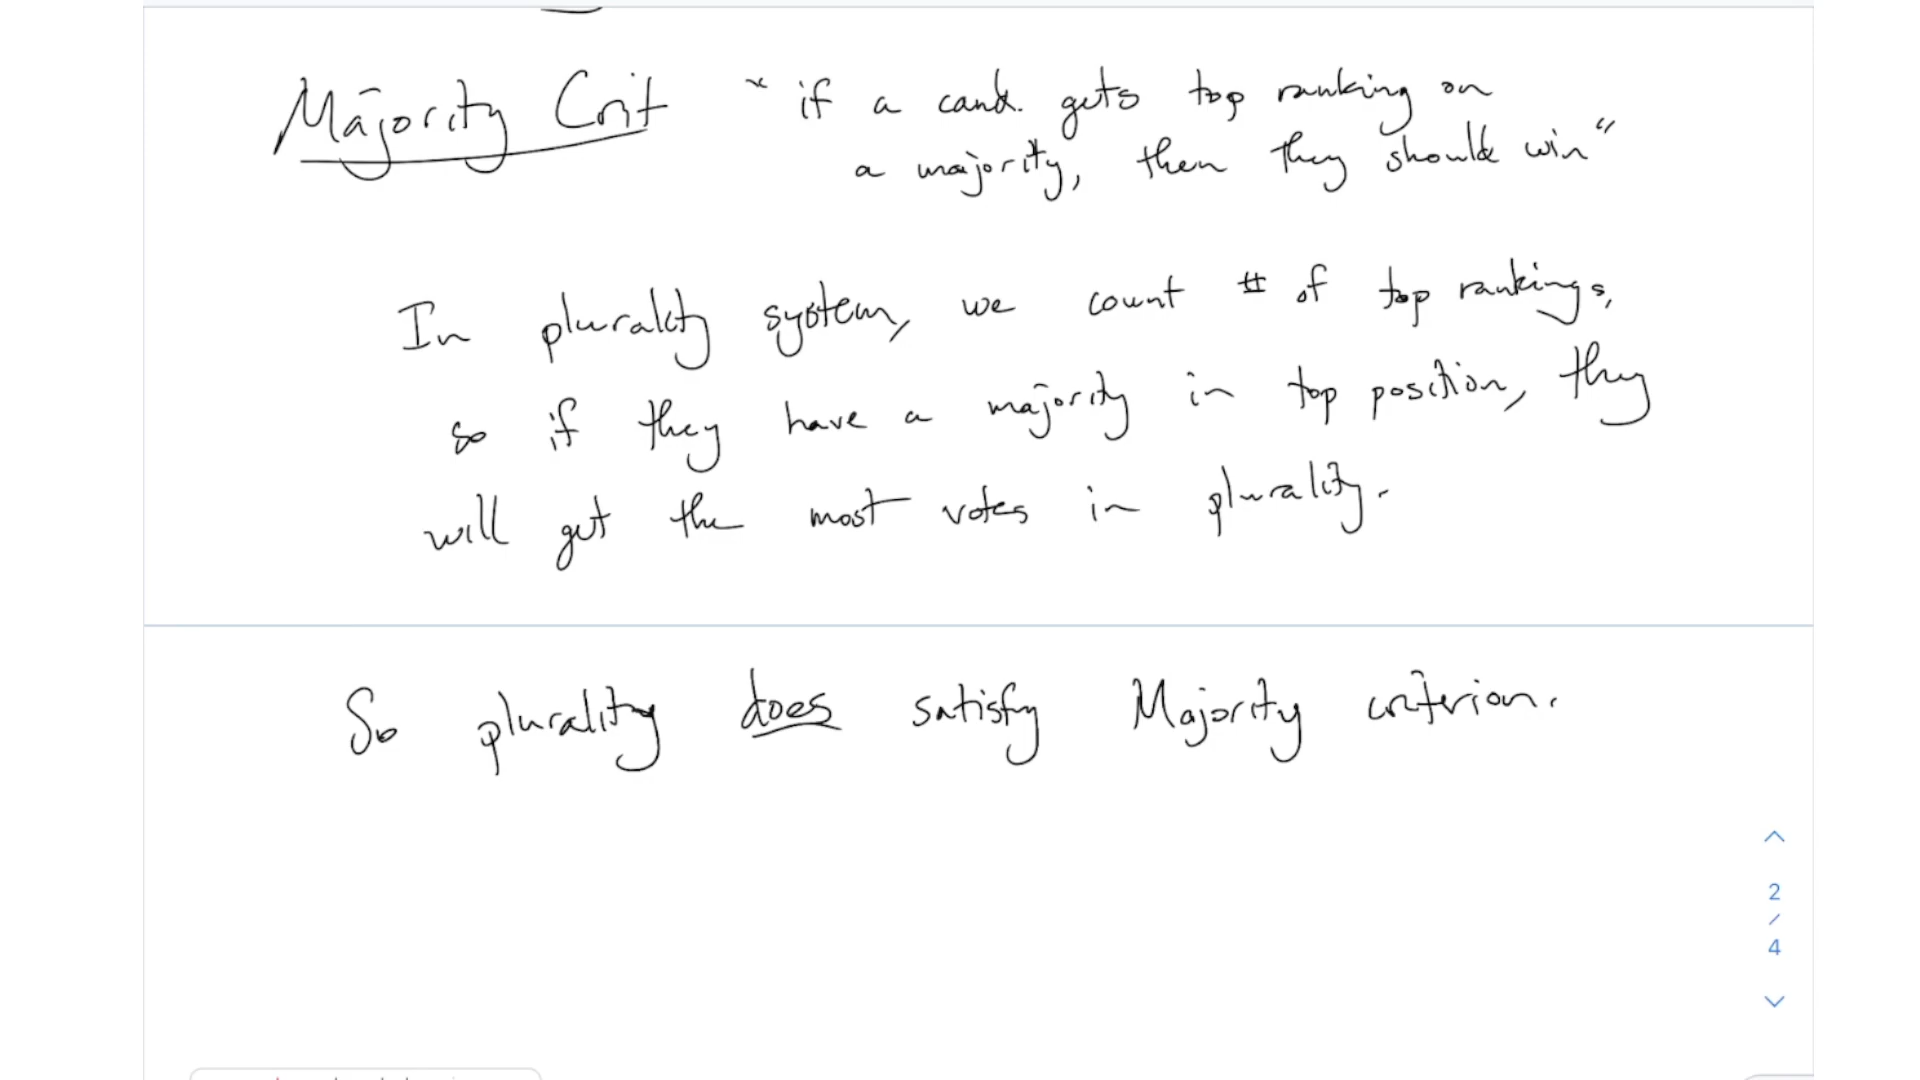 Majority Crit "if a cand. gets top ranking on
a majority, then they should win"
In plurality system, we count # of top rankings,
so if they have a majority in top position, they
will get the most votes in plurality.
So plurality does satisfy Majority criterion.
2
/
4